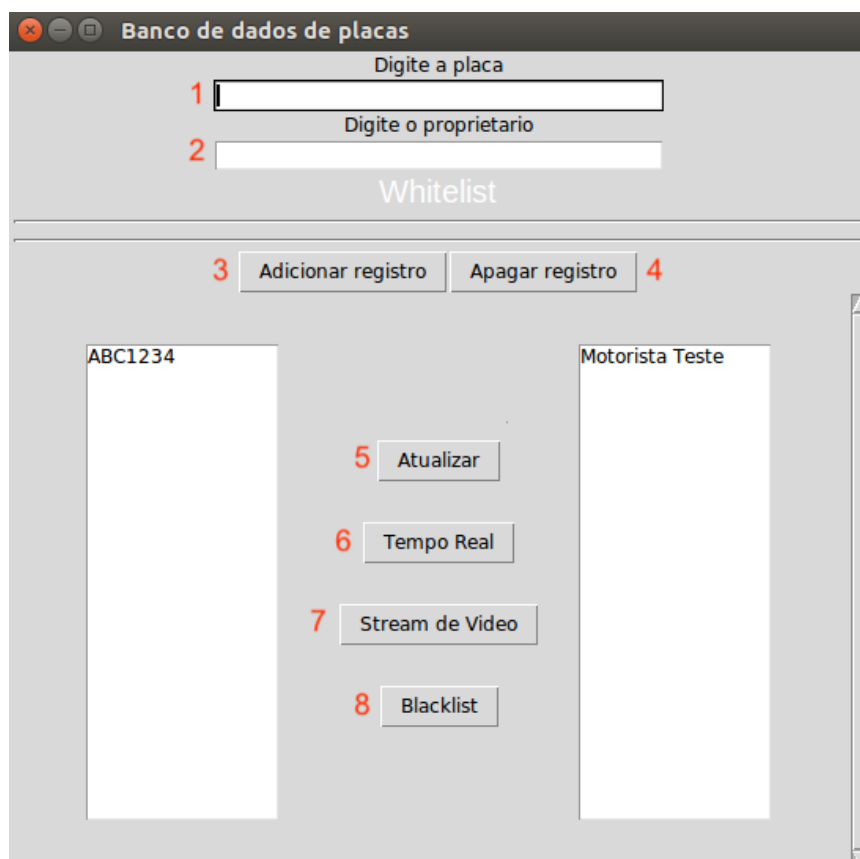 Banco de dados de placas
Digite a placa
1
Digite o proprietario
2
Whitelist
3 Adicionar registro Apagar registro 4
ABC1234 Motorista Teste
5 Atualizar
6 Tempo Real
7 Stream de Video
8 Blacklist